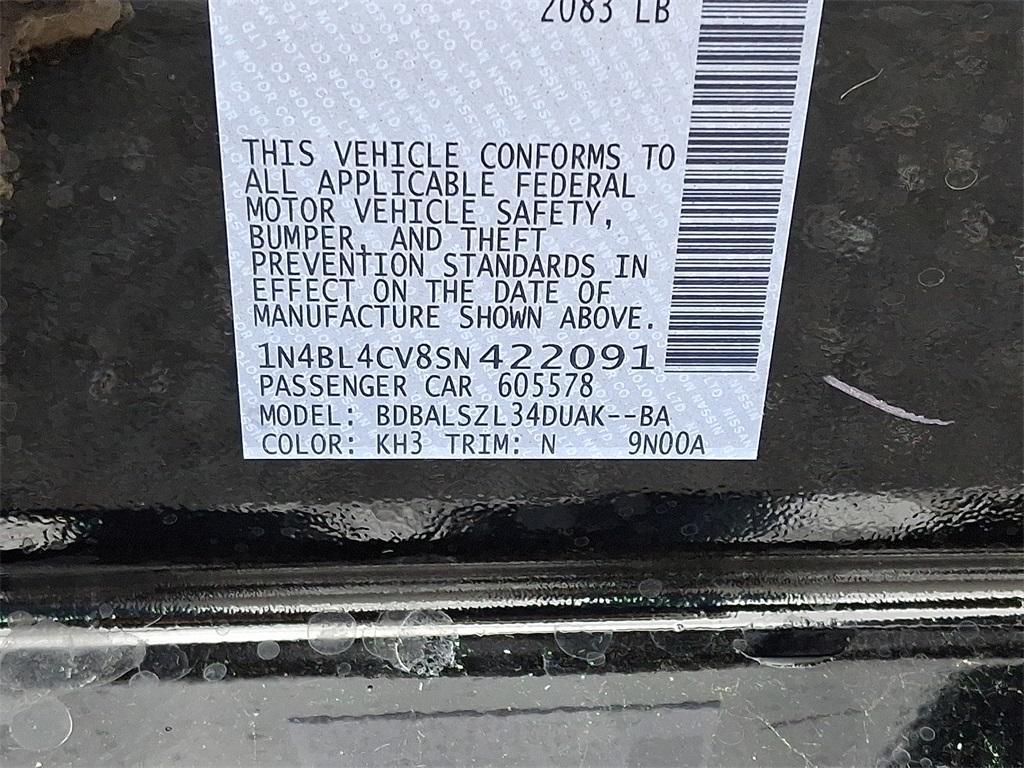 2083 LB
THIS VEHICLE CONFORMS TO
ALL APPLICABLE FEDERAL
MOTOR VEHICLE SAFETY,
BUMPER, AND THEFT
PREVENTION STANDARDS IN
EFFECT ON THE DATE OF
MANUFACTURE SHOWN ABOVE.
1N4BL4CV8SN422091
PASSENGER CAR 605578
MODEL: BDBALSZL34DUAK--BA
COLOR: KH3 TRIM: N 9N00A